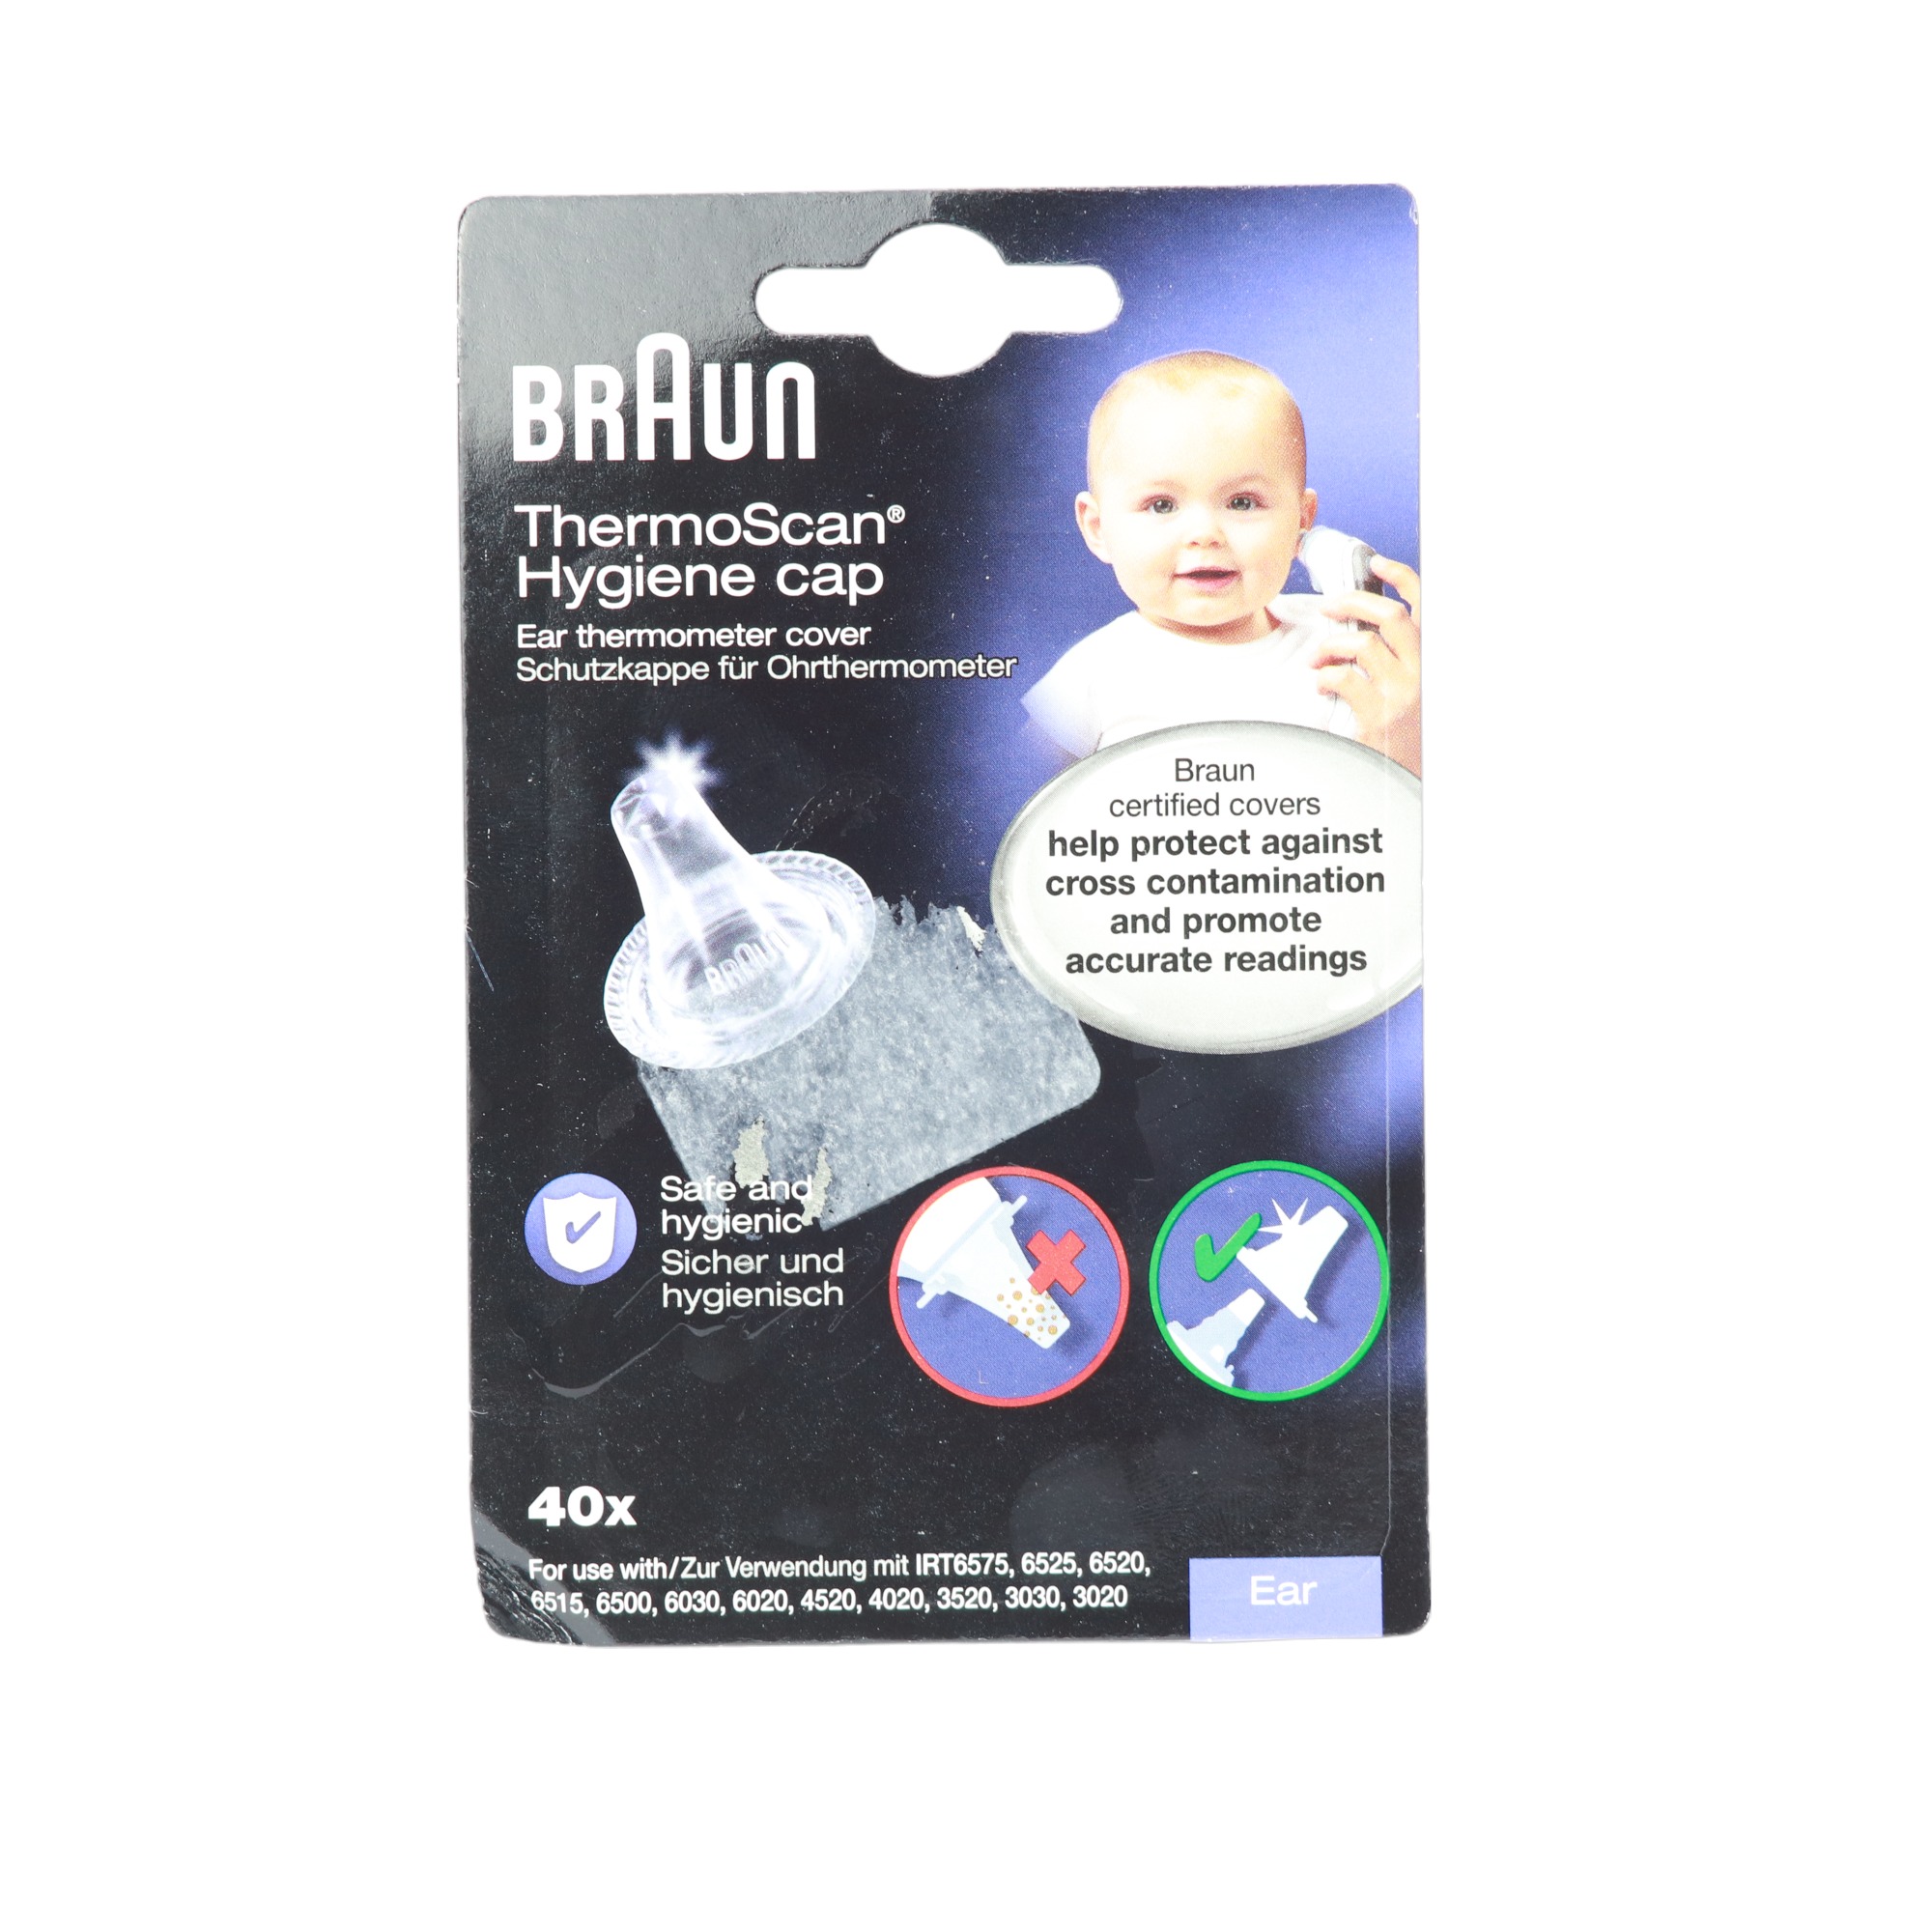 BRAUN
ThermoScan®
Hygiene cap
Ear thermometer cover
Schutzkappe für Ohrthermometer
Braun
certified covers
help protect against
cross contamination
and promote
accurate readings
BRAUN
Safe and
hygienic
Sicher und
hygienisch
40x
For use with/Zur Verwendung mit IRT6575, 6525, 6520,
6515, 6500, 6030, 6020, 4520, 4020, 3520, 3030, 3020
Ear